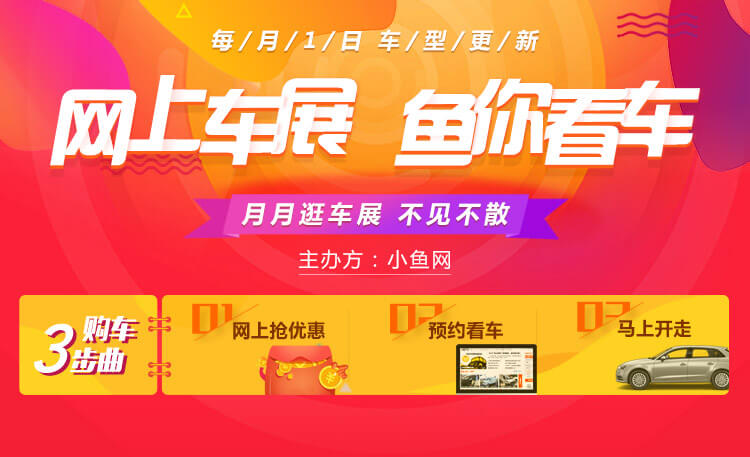 每/月/1/日 车/型/更/新
网上车展 鱼你看车
月月逛车展 不见不散
主办方：小鱼网
3 购车步曲
01 网上抢优惠
02 预约看车
03 马上开走